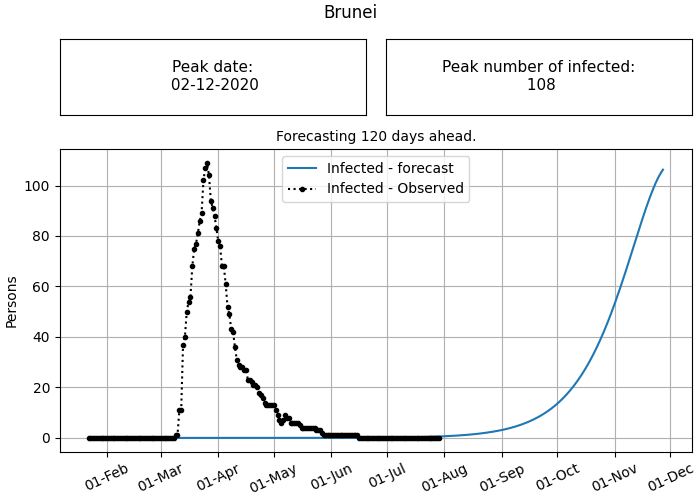 Brunei
Peak date:
02-12-2020
Peak number of infected:
108
Forecasting 120 days ahead.
Infected - forecast
Infected - Observed
Persons
100
80
60
40
20
0
01-Feb
01-Mar
01-Apr
01-May
01-Jun
01-Jul
01-Aug
01-Sep
01-Oct
01-Nov
01-Dec